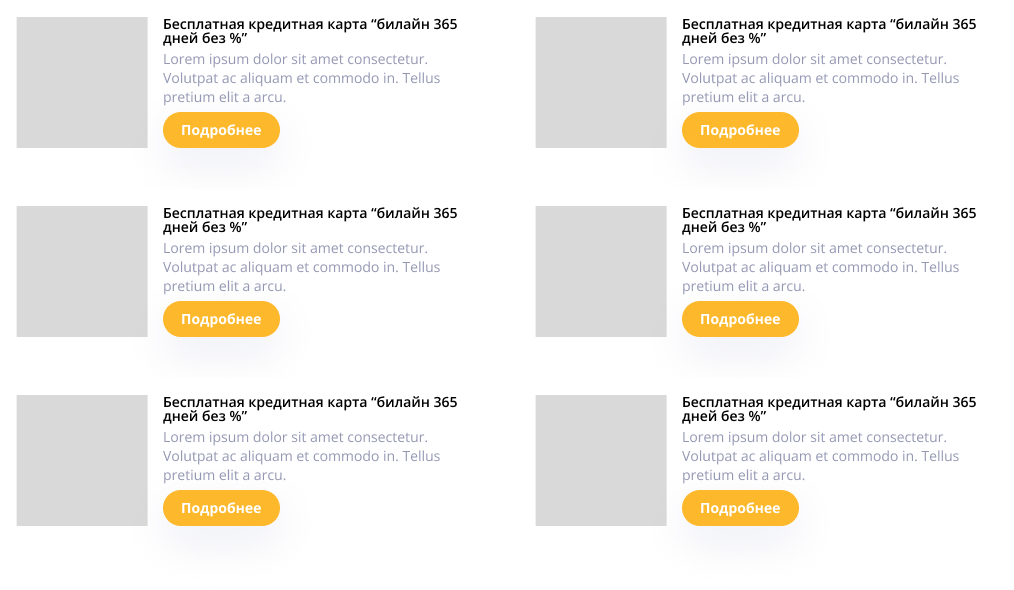 Бесплатная кредитная карта “билайн 365
дней без %”
Lorem ipsum dolor sit amet consectetur.
Volutpat ac aliquam et commodo in. Tellus
pretium elit a arcu.
Подробнее
Бесплатная кредитная карта “билайн 365
дней без %”
Lorem ipsum dolor sit amet consectetur.
Volutpat ac aliquam et commodo in. Tellus
pretium elit a arcu.
Подробнее
Бесплатная кредитная карта “билайн 365
дней без %”
Lorem ipsum dolor sit amet consectetur.
Volutpat ac aliquam et commodo in. Tellus
pretium elit a arcu.
Подробнее
Бесплатная кредитная карта “билайн 365
дней без %”
Lorem ipsum dolor sit amet consectetur.
Volutpat ac aliquam et commodo in. Tellus
pretium elit a arcu.
Подробнее
Бесплатная кредитная карта “билайн 365
дней без %”
Lorem ipsum dolor sit amet consectetur.
Volutpat ac aliquam et commodo in. Tellus
pretium elit a arcu.
Подробнее
Бесплатная кредитная карта “билайн 365
дней без %”
Lorem ipsum dolor sit amet consectetur.
Volutpat ac aliquam et commodo in. Tellus
pretium elit a arcu.
Подробнее